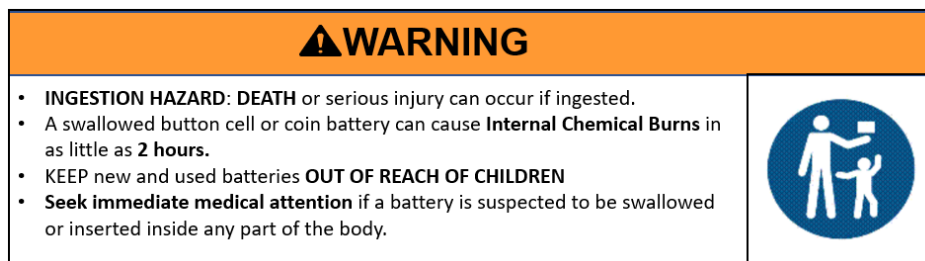 ⚠WARNING
• INGESTION HAZARD: DEATH or serious injury can occur if ingested.
• A swallowed button cell or coin battery can cause Internal Chemical Burns in
as little as 2 hours.
• KEEP new and used batteries OUT OF REACH OF CHILDREN
• Seek immediate medical attention if a battery is suspected to be swallowed
or inserted inside any part of the body.